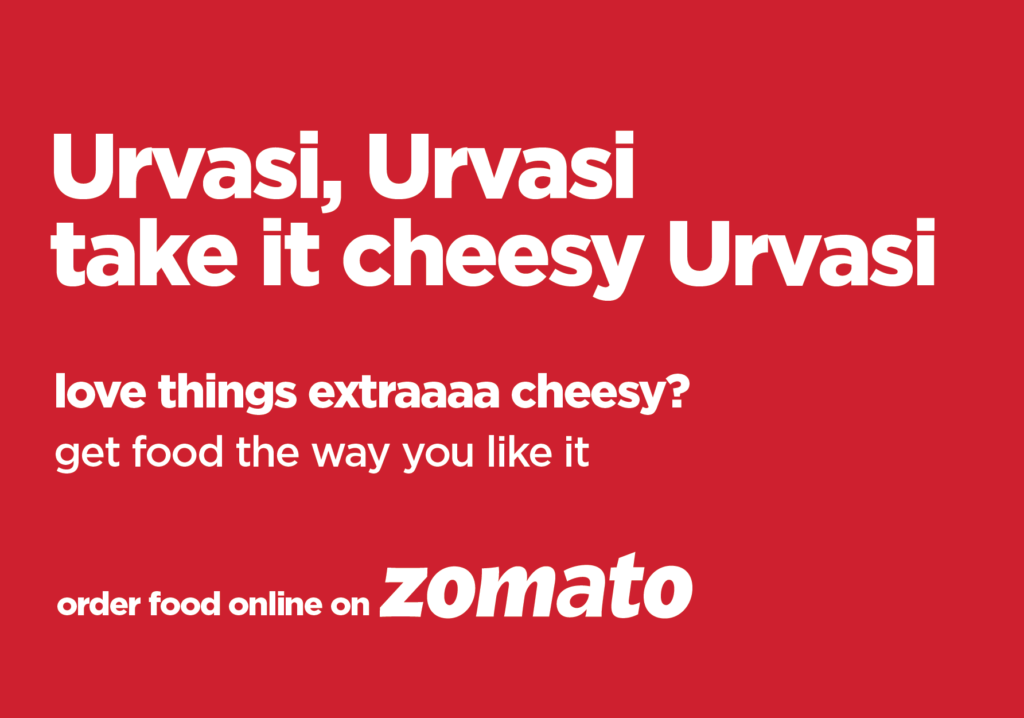 Urvasi, Urvasi
take it cheesy Urvasi
love things extraaaa cheesy?
get food the way you like it
order food online on zomato